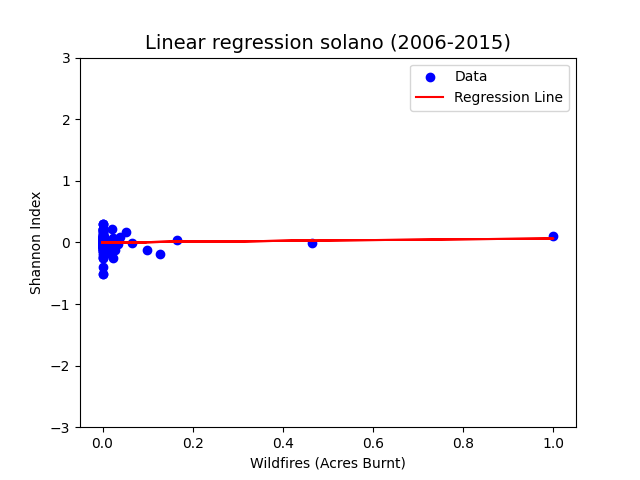 Linear regression solano (2006-2015)
Data
Regression Line
3
2
1
0
−1
−2
−3
Shannon Index
0.0 0.2 0.4 0.6 0.8 1.0
Wildfires (Acres Burnt)